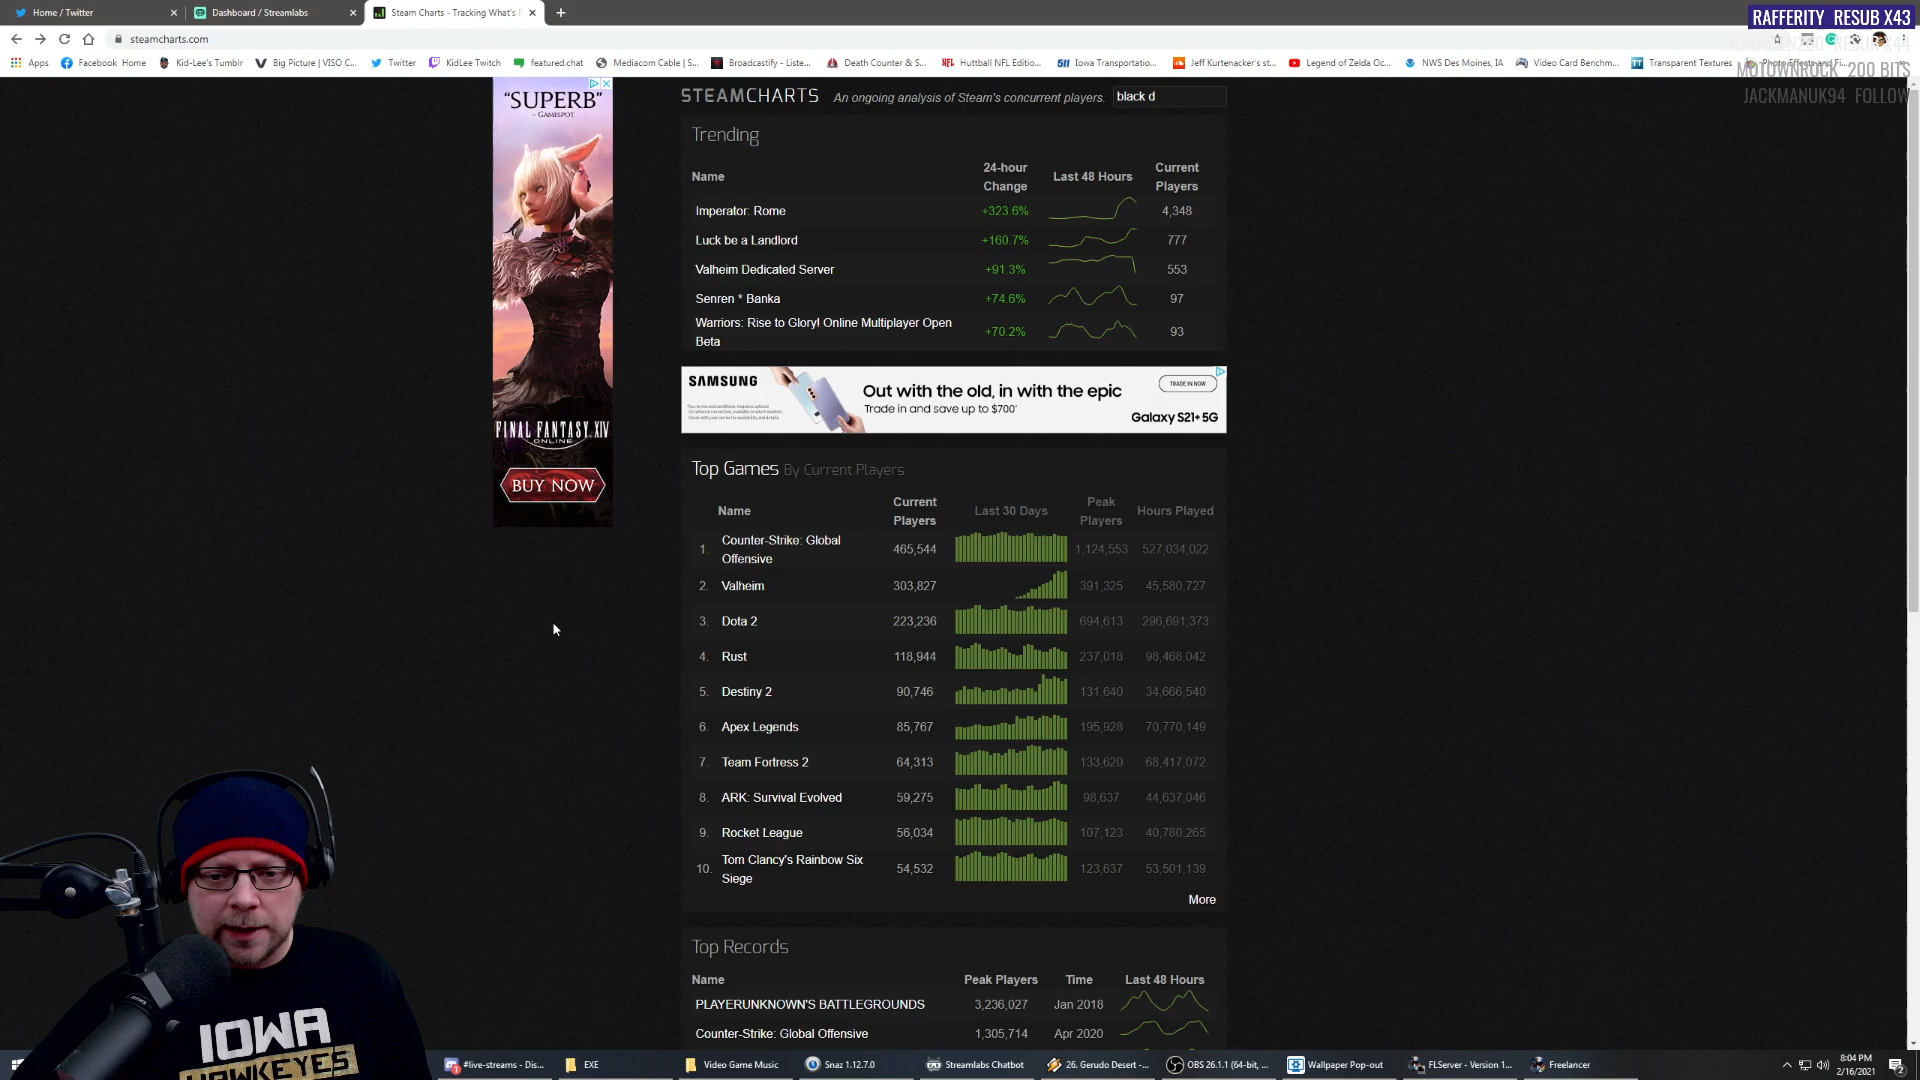 Home / Twitter
Dashboard / Streamlabs
Steam Charts - Tracking What's P
RAFFERITY RESUB X43
steamcharts.com
Apps
Facebook Home
Kid-Lee's Tumblr
Big Picture | VISO C...
Twitter
KidLee Twitch
featured.chat
Mediacom Cable | S...
Broadcastify - Liste...
Death Counter & S...
Huttball NFL Editio...
Iowa Transportatio...
Jeff Kurtenacker's st...
Legend of Zelda Oc...
NWS Des Moines, IA
Video Card Benchm...
Transparent Textures
Photo Effects and Fi...
MOTOWNROCK 200 BITS
JACKMANUK94 FOLLOW
"SUPERB"
- GAMESPOT
FINAL FANTASY XIV
ONLINE
BUY NOW
STEAMCHARTS An ongoing analysis of Steam's concurrent players. black d
Trending
Name 24-hour Change Last 48 Hours Current Players
Imperator: Rome +323.6% 4,348
Luck be a Landlord +160.7% 777
Valheim Dedicated Server +91.3% 553
Senren * Banka +74.6% 97
Warriors: Rise to Glory! Online Multiplayer Open
Beta +70.2% 93
SAMSUNG
Out with the old, in with the epic
Trade in and save up to $700*
TRADE IN NOW
Galaxy S21+ 5G
Top Games By Current Players
Name Current Players Last 30 Days Peak Players Hours Played
1. Counter-Strike: Global Offensive 465,544 1,124,553 527,034,022
2. Valheim 303,827 391,325 45,580,727
3. Dota 2 223,236 694,613 296,691,373
4. Rust 118,944 237,018 98,468,042
5. Destiny 2 90,746 131,640 34,666,540
6. Apex Legends 85,767 195,928 70,770,149
7. Team Fortress 2 64,313 133,620 68,417,072
8. ARK: Survival Evolved 59,275 98,637 44,637,046
9. Rocket League 56,034 107,123 40,780,265
10. Tom Clancy's Rainbow Six Siege 54,532 123,637 53,501,139
More
Top Records
Name Peak Players Time Last 48 Hours
PLAYERUNKNOWN'S BATTLEGROUNDS 3,236,027 Jan 2018
Counter-Strike: Global Offensive 1,305,714 Apr 2020
IOWA
HAWKEYES
#live-streams - Dis...
EXE
Video Game Music
Snaz 1.12.7.0
Streamlabs Chatbot
26. Gerudo Desert -...
OBS 26.1.1 (64-bit, ...
Wallpaper Pop-out
FLServer - Version 1...
Freelancer
8:04 PM
2/16/2021
2